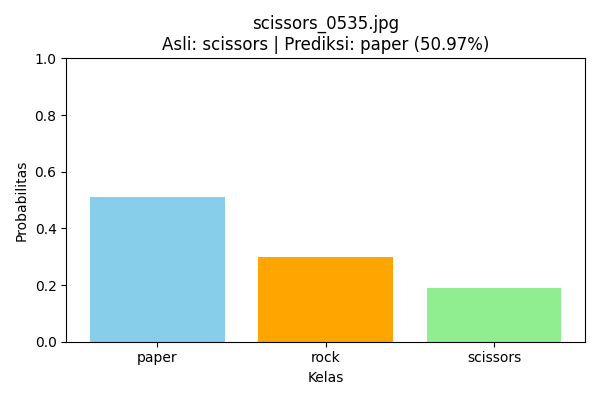 scissors_0535.jpg
Asli: scissors | Prediksi: paper (50.97%)
1.0
0.8
0.6
0.4
0.2
0.0
Probabilitas
paper rock scissors
Kelas